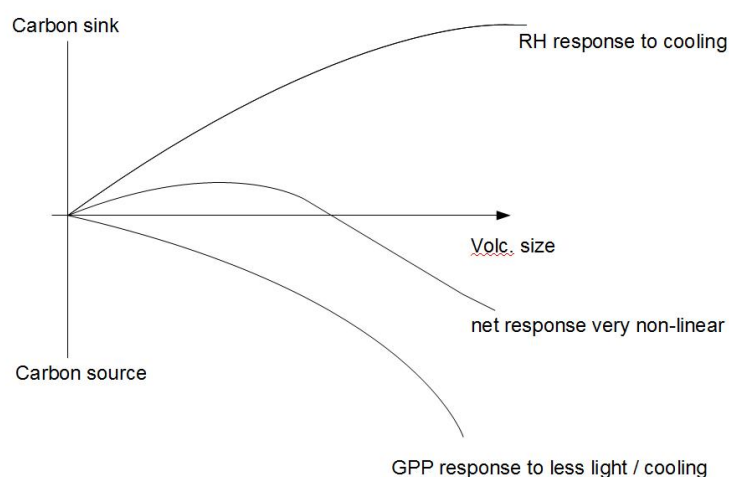 Carbon sink
RH response to cooling
Volc. size
net response very non-linear
Carbon source
GPP response to less light / cooling